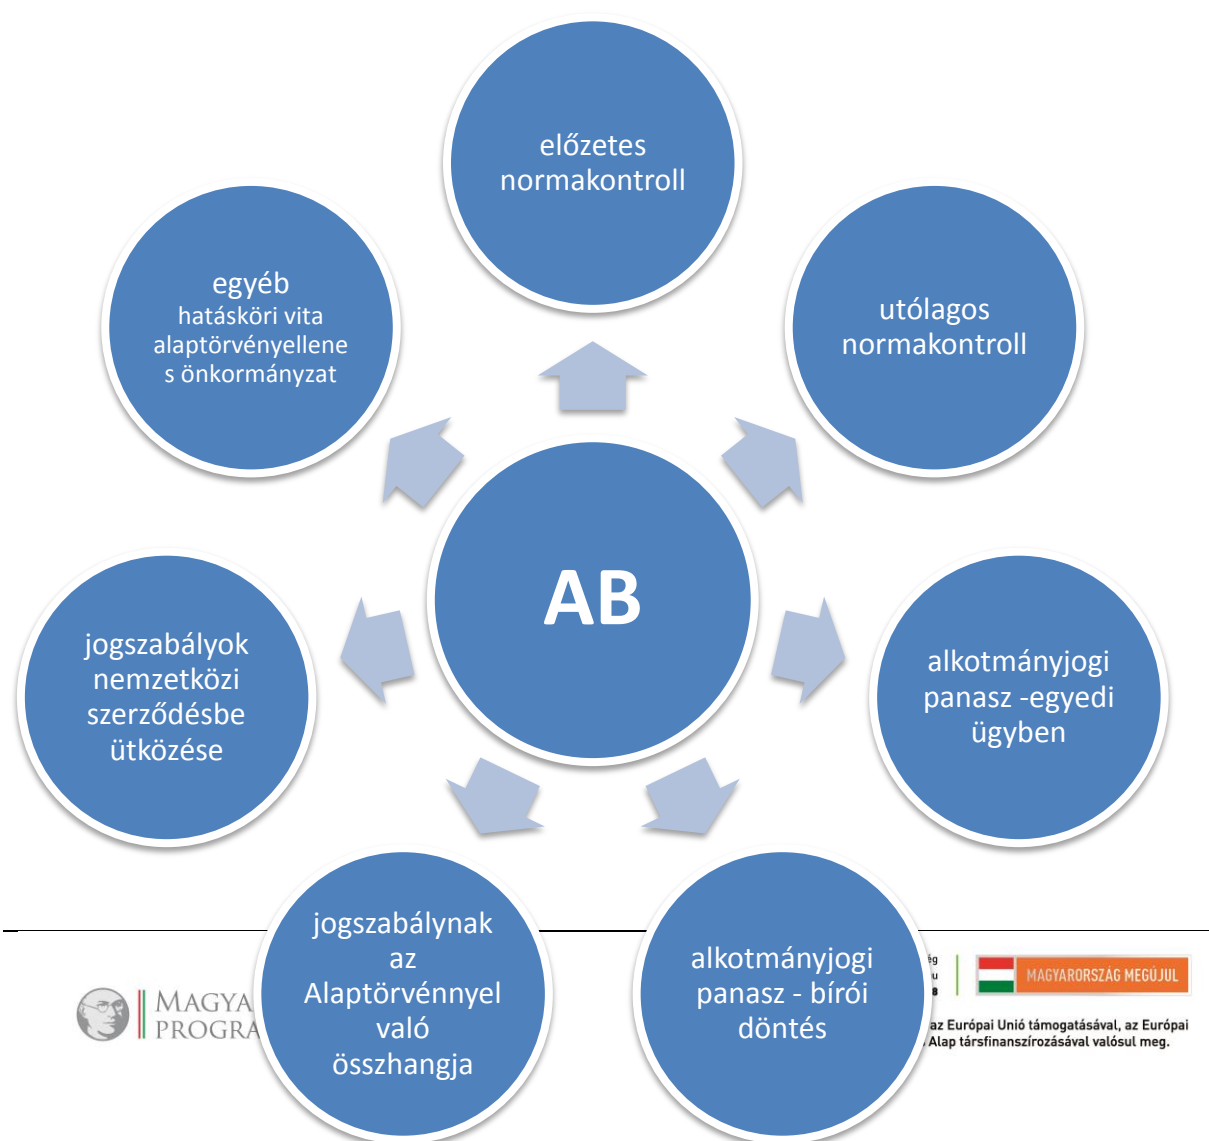 előzetes
normakontroll
utólagos
normakontroll
alkotmányjogi
panasz -egyedi
ügyben
alkotmányjogi
panasz - bírói
döntés
jogszabálynak
az
Alaptörvénnyel
való
összhangja
jogszabályok
nemzetközi
szerződésbe
ütközése
egyéb
hatásköri vita
alaptörvényellene
s önkormányzat
AB
MAGYARORSZÁG MEGÚJUL
az Európai Unió támogatásával, az Európai
Alap társfinanszírozásával valósul meg.